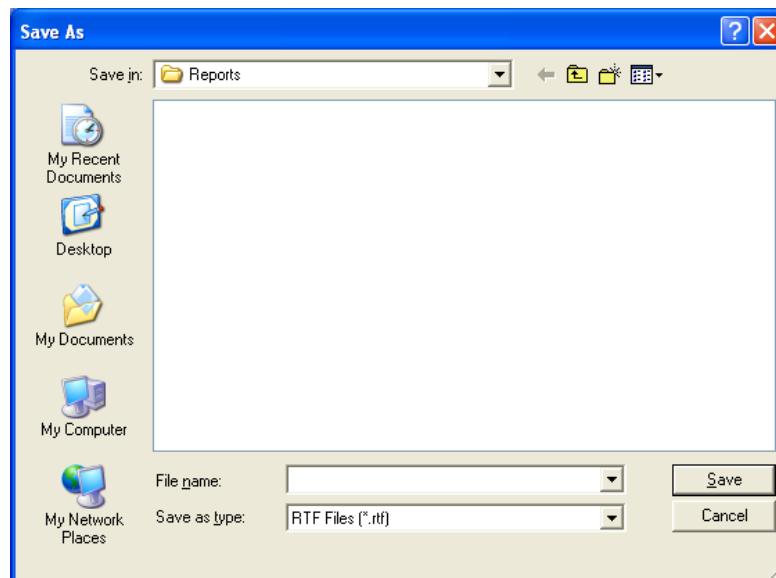 Save As
Save in: Reports
My Recent
Documents
Desktop
My Documents
My Computer
My Network
Places
File name:
Save
Save as type: RTF Files (*.rtf)
Cancel